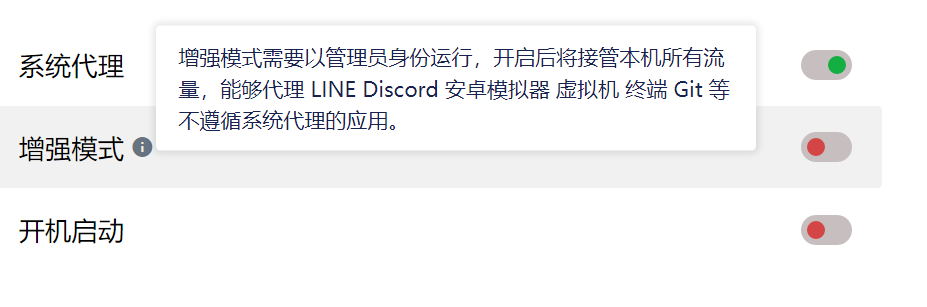 系统代理
增强模式需要以管理员身份运行，开启后将接管本机所有流
量，能够代理 LINE Discord 安卓模拟器 虚拟机 终端 Git 等
不遵循系统代理的应用。
增强模式
开机启动